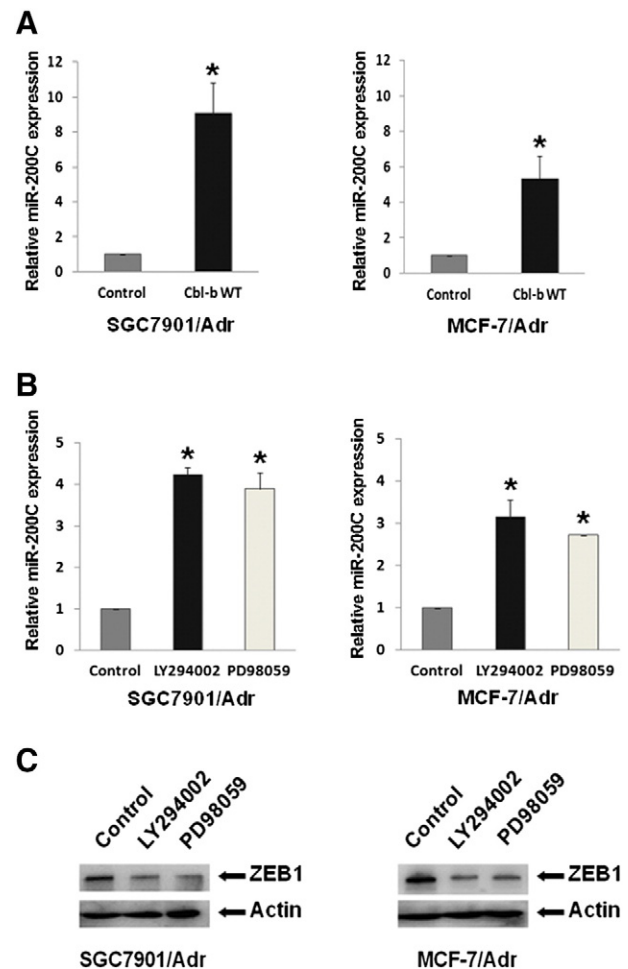 A
Relative miR-200C expression
12
10
8
6
4
2
0
*
Control
Cbl-b WT
SGC7901/Adr
Relative miR-200C expression
12
10
8
6
4
2
0
*
Control
Cbl-b WT
MCF-7/Adr
B
Relative miR-200C expression
5
4
3
2
1
0
*
*
Control
LY294002
PD98059
SGC7901/Adr
Relative miR-200C expression
5
4
3
2
1
0
*
*
Control
LY294002
PD98059
MCF-7/Adr
C
Control
LY294002
PD98059
ZEB1
Actin
SGC7901/Adr
Control
LY294002
PD98059
ZEB1
Actin
MCF-7/Adr